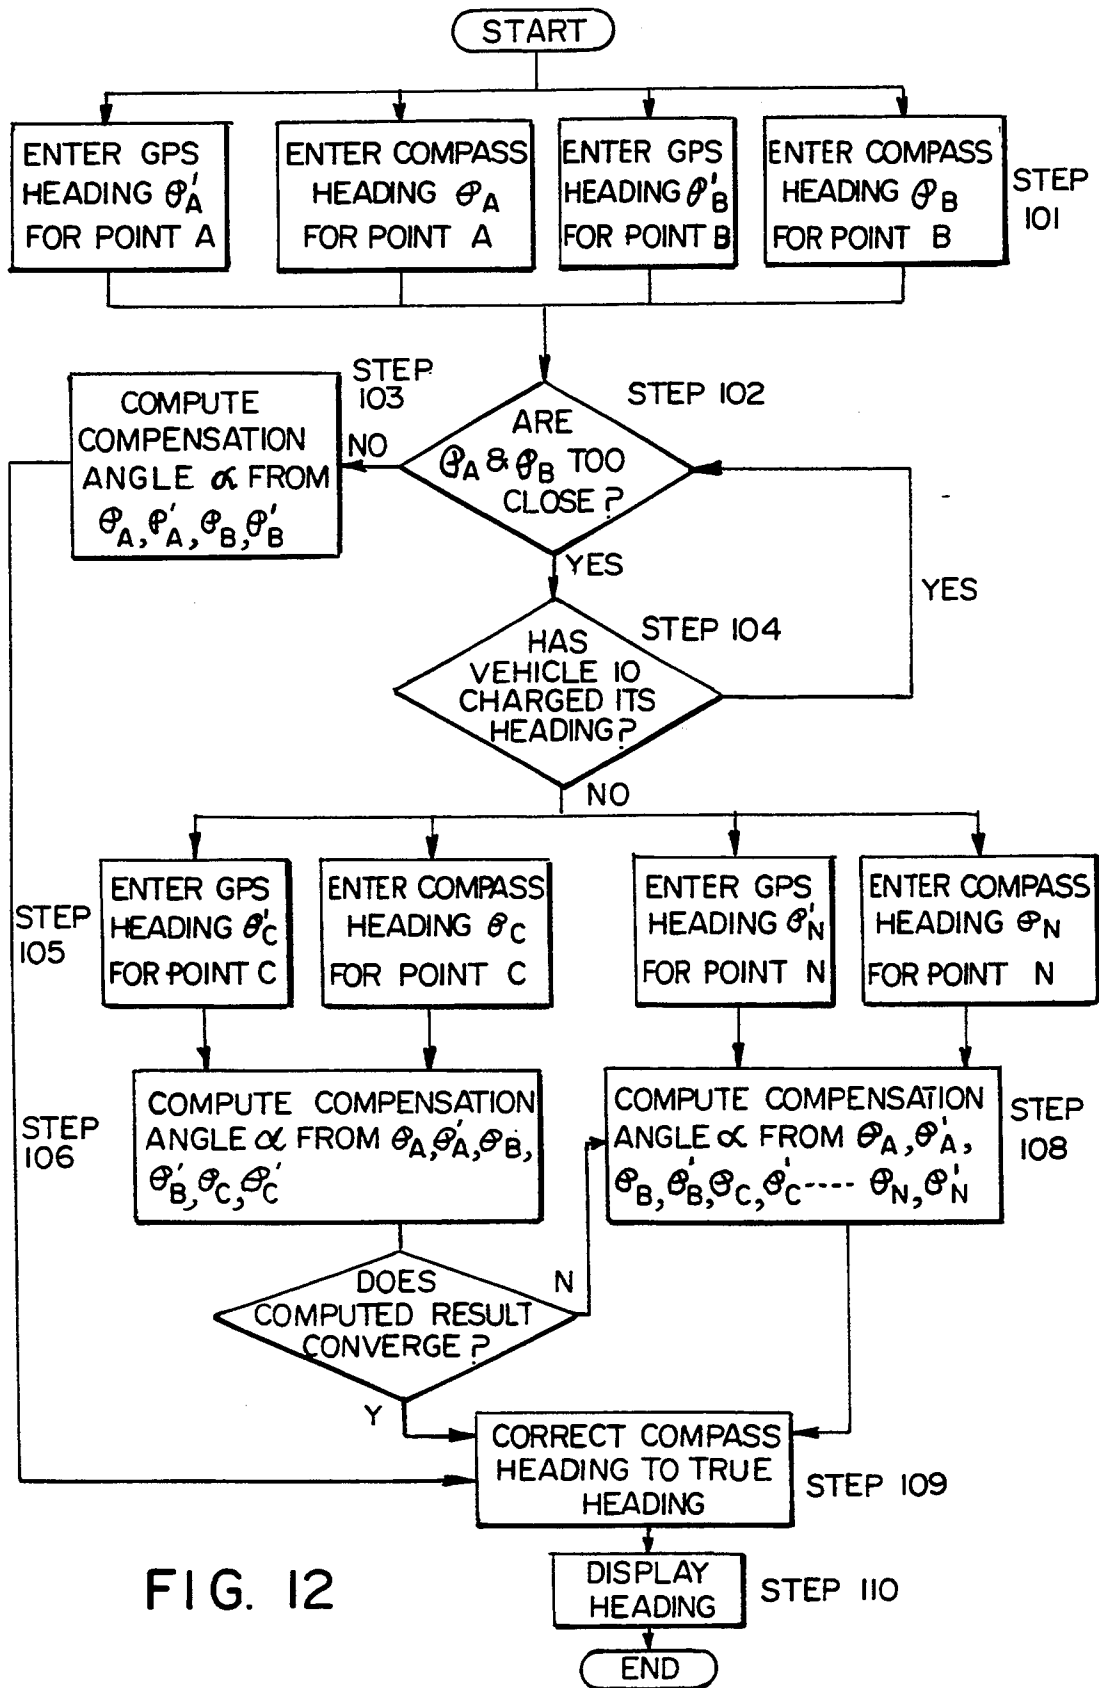 START
ENTER GPS
HEADING θ'A
FOR POINT A
ENTER COMPASS
HEADING θA
FOR POINT A
ENTER GPS
HEADING θ'B
FOR POINT B
ENTER COMPASS
HEADING θB
FOR POINT B
STEP
101
STEP
103
COMPUTE
COMPENSATION
ANGLE α FROM
θA, θ'A, θB, θ'B
NO
STEP 102
ARE
θA & θB TOO
CLOSE?
YES
YES
STEP 104
HAS
VEHICLE 10
CHARGED ITS
HEADING?
NO
STEP
105
ENTER GPS
HEADING θ'C
FOR POINT C
ENTER COMPASS
HEADING θC
FOR POINT C
ENTER GPS
HEADING θ'N
FOR POINT N
ENTER COMPASS
HEADING θN
FOR POINT N
STEP
106
COMPUTE COMPENSATION
ANGLE α FROM θA, θ'A, θB,
θ'B, θC, θ'C
COMPUTE COMPENSATION
ANGLE α FROM θA, θ'A,
θB, θ'B, θC, θ'C ---- θN, θ'N
STEP
108
DOES
COMPUTED RESULT
CONVERGE?
N
Y
CORRECT COMPASS
HEADING TO TRUE
HEADING
STEP 109
DISPLAY
HEADING
STEP 110
END
FIG. 12